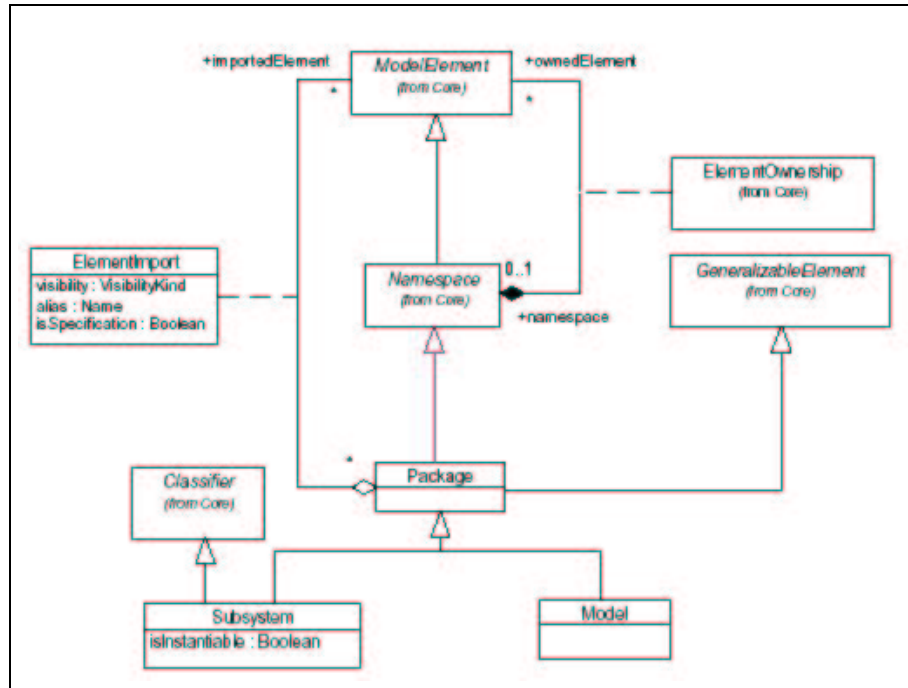 +importedElement
*
ModelElement
(from Core)
+ownedElement
*
ElementOwnership
(from Core)
ElementImport
visibility : VisibilityKind
alias : Name
isSpecification : Boolean
Namespace
(from Core)
0..1
+namespace
GeneralizableElement
(from Core)
*
Package
Classifier
(from Core)
Subsystem
isInstantiable : Boolean
Model